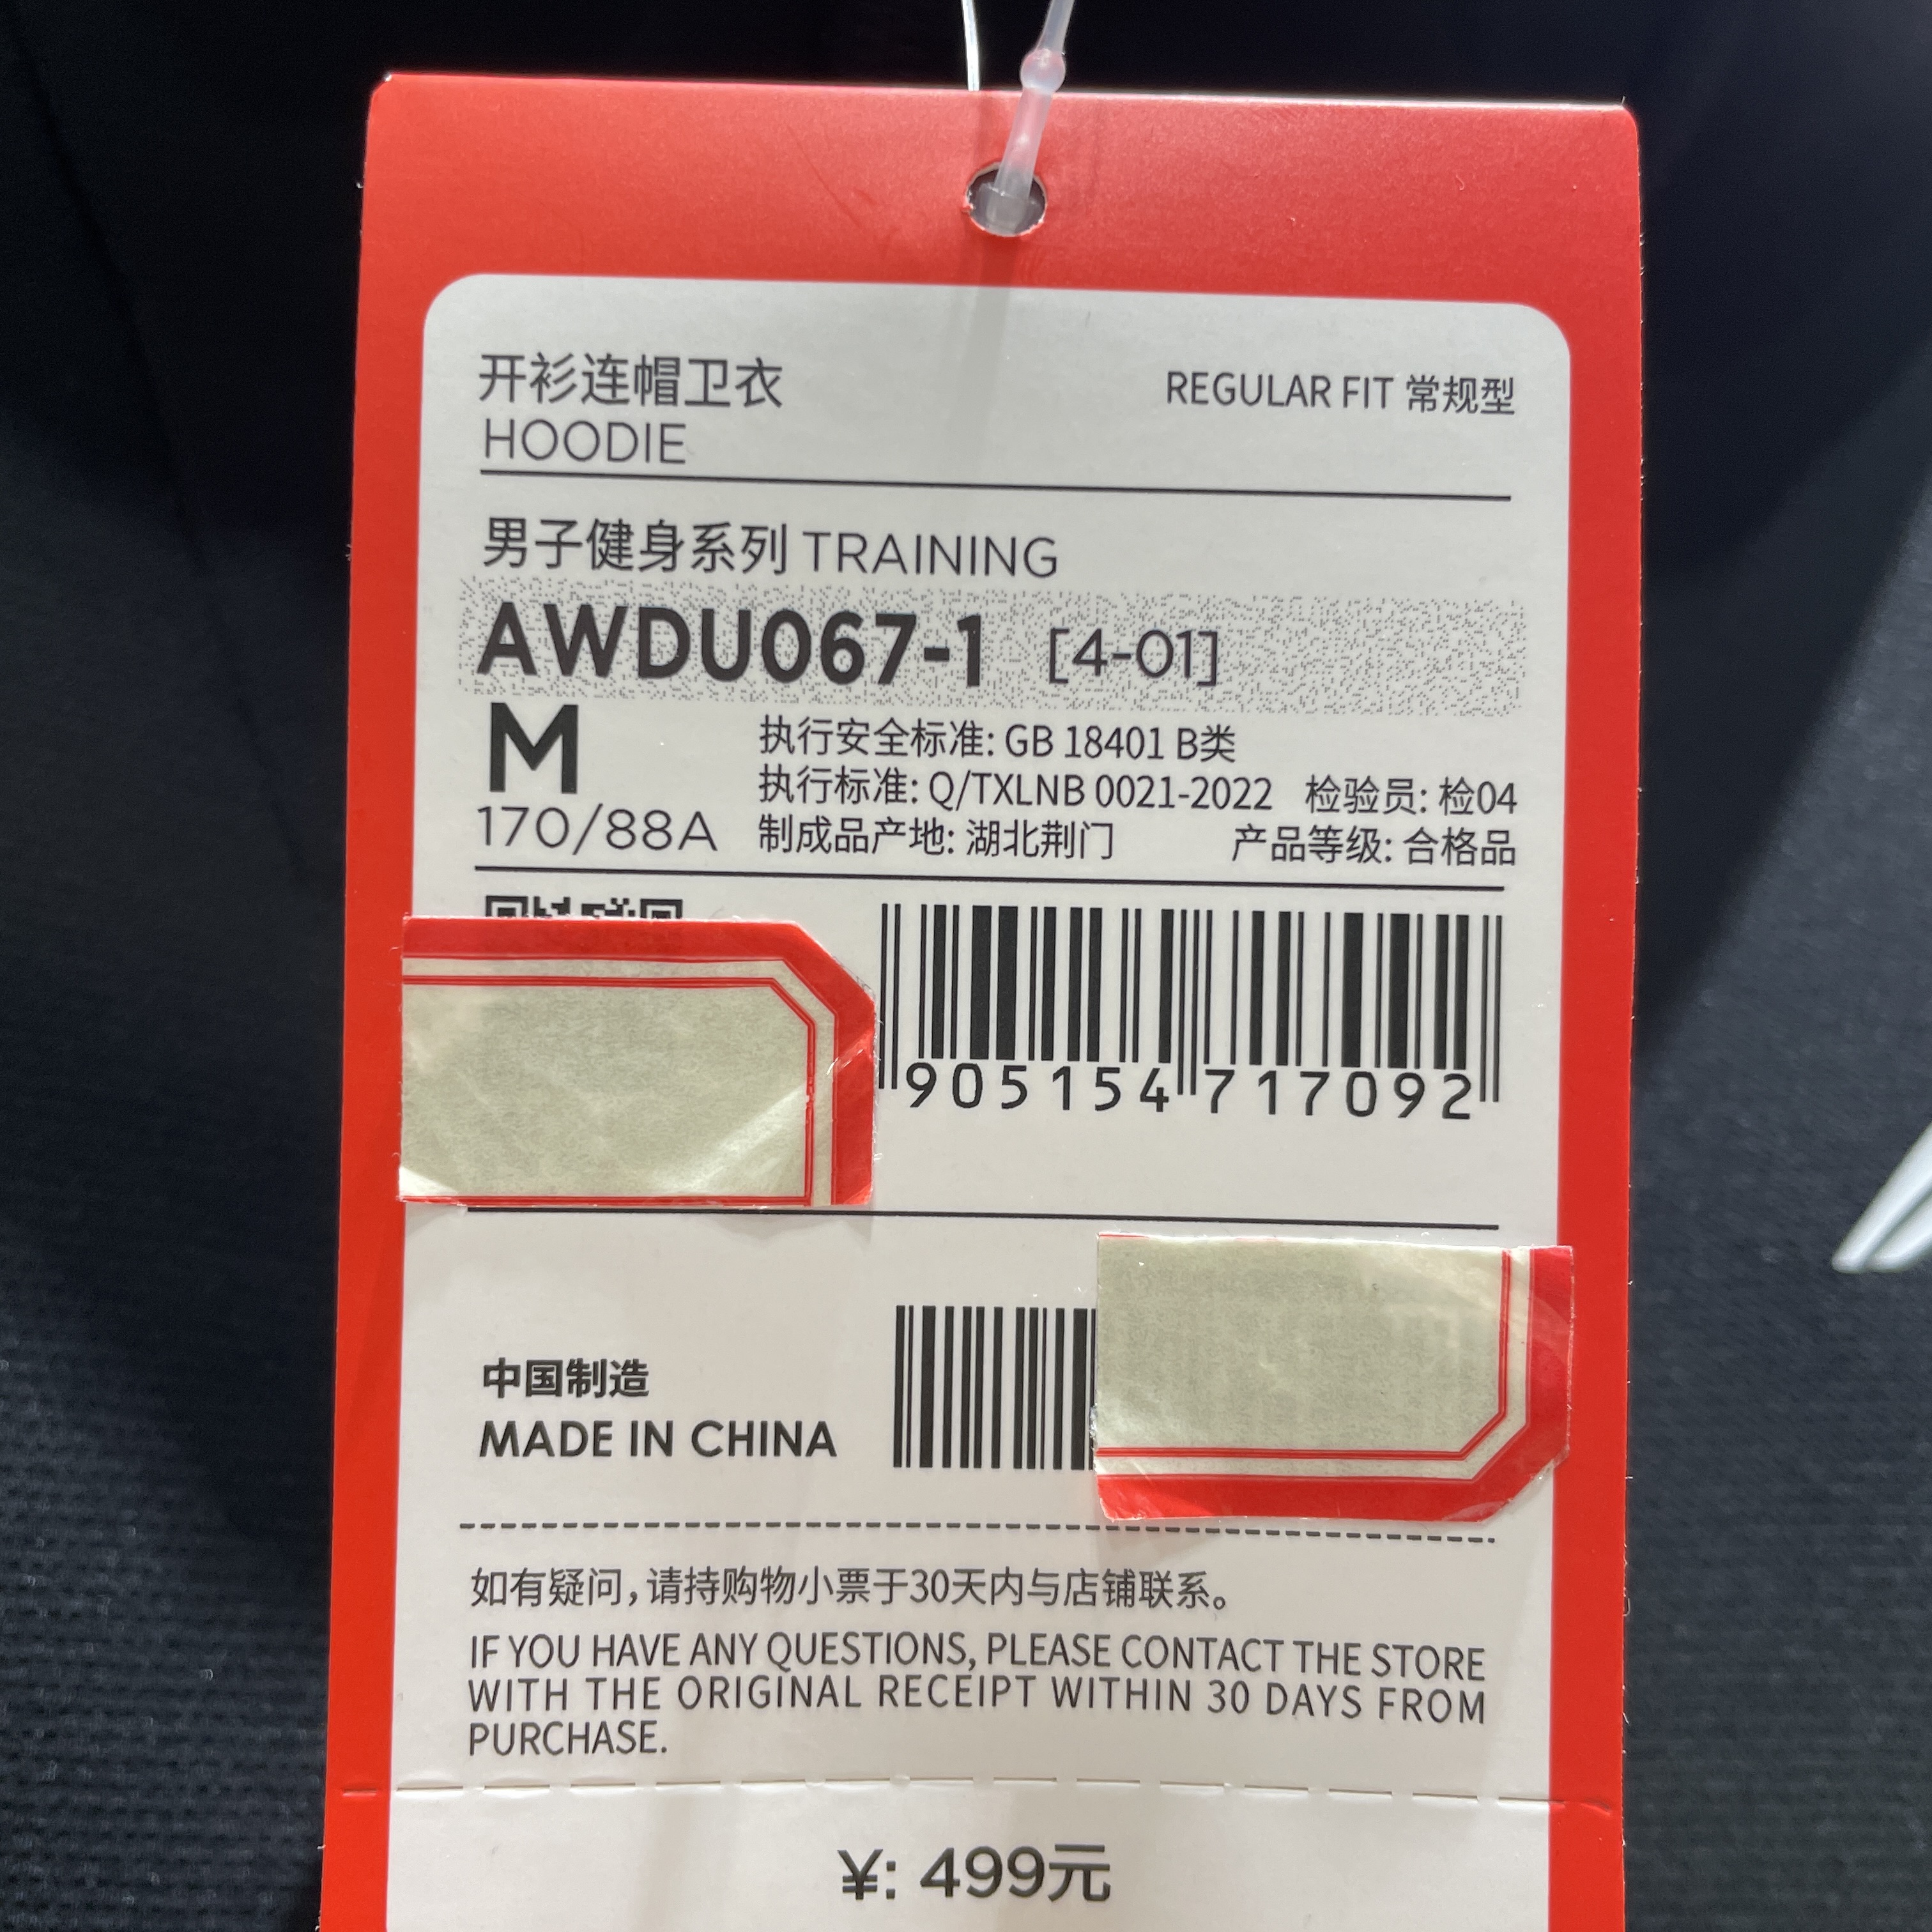 开衫连帽卫衣 REGULAR FIT 常规型
HOODIE
男子健身系列 TRAINING
AWDU067-1 [4-01]
M
170/88A
执行安全标准: GB 18401 B类
执行标准: Q/TXLNB 0021-2022 检验员: 检04
制成品产地: 湖北荆门 产品等级: 合格品
905154 717092
中国制造
MADE IN CHINA
如有疑问，请持购物小票于30天内与店铺联系。
IF YOU HAVE ANY QUESTIONS, PLEASE CONTACT THE STORE
WITH THE ORIGINAL RECEIPT WITHIN 30 DAYS FROM
PURCHASE.
¥: 499元